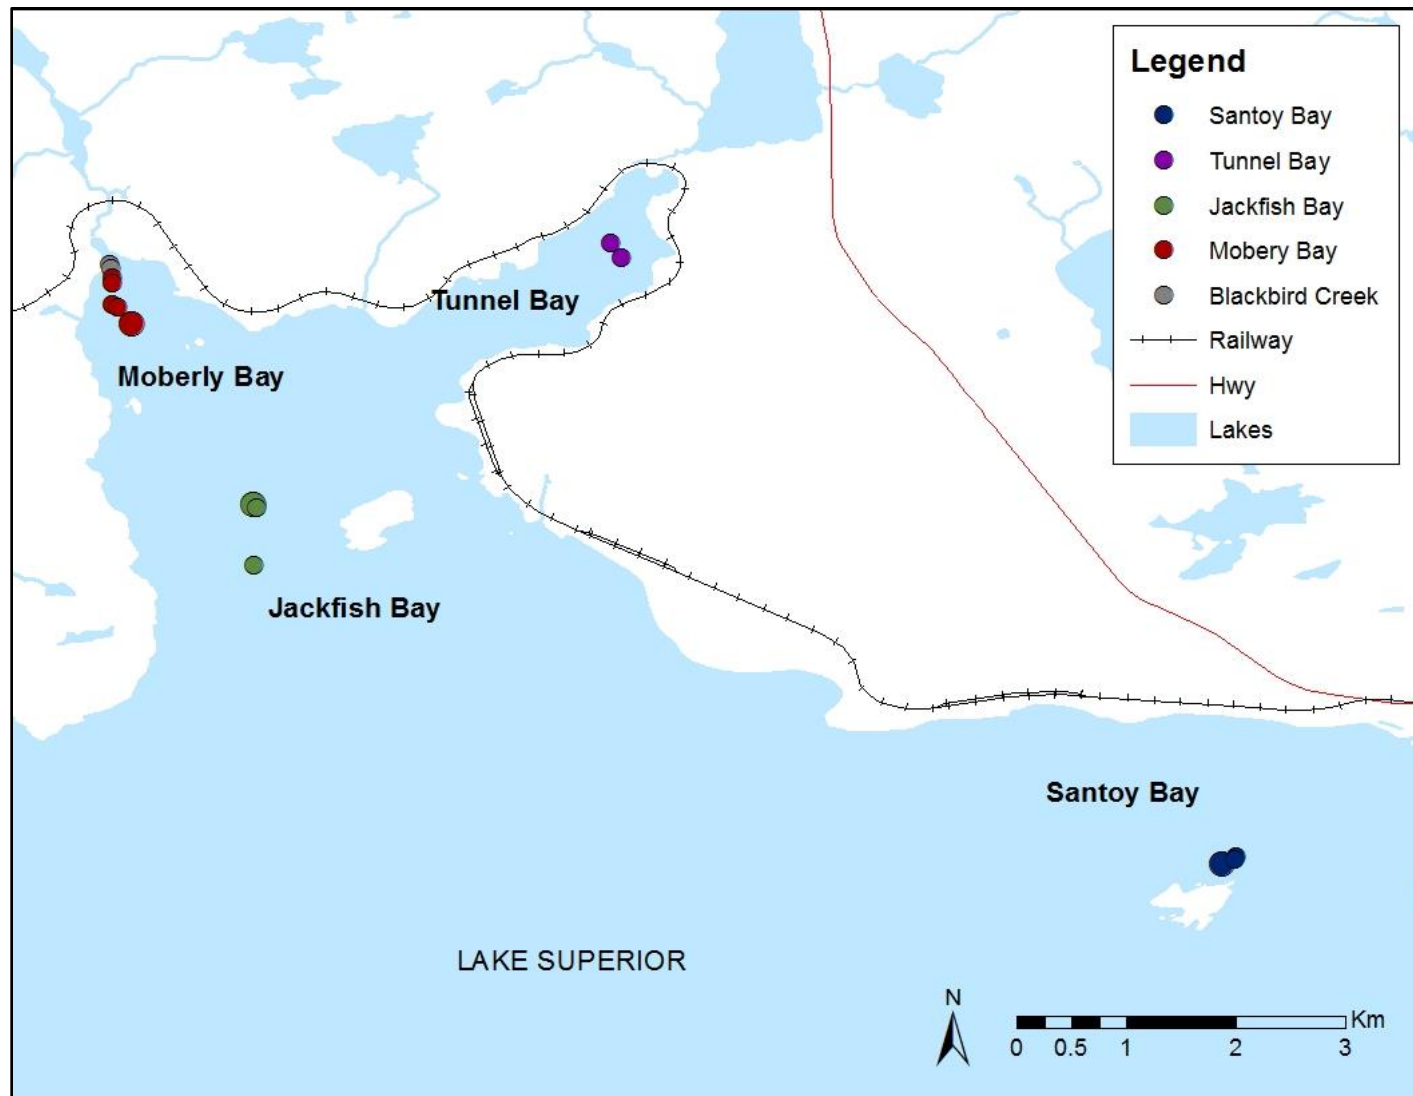 Legend
Santoy Bay
Tunnel Bay
Jackfish Bay
Mobery Bay
Blackbird Creek
Railway
Hwy
Lakes
Tunnel Bay
Moberly Bay
Jackfish Bay
Santoy Bay
LAKE SUPERIOR
N
Km
0 0.5 1 2 3